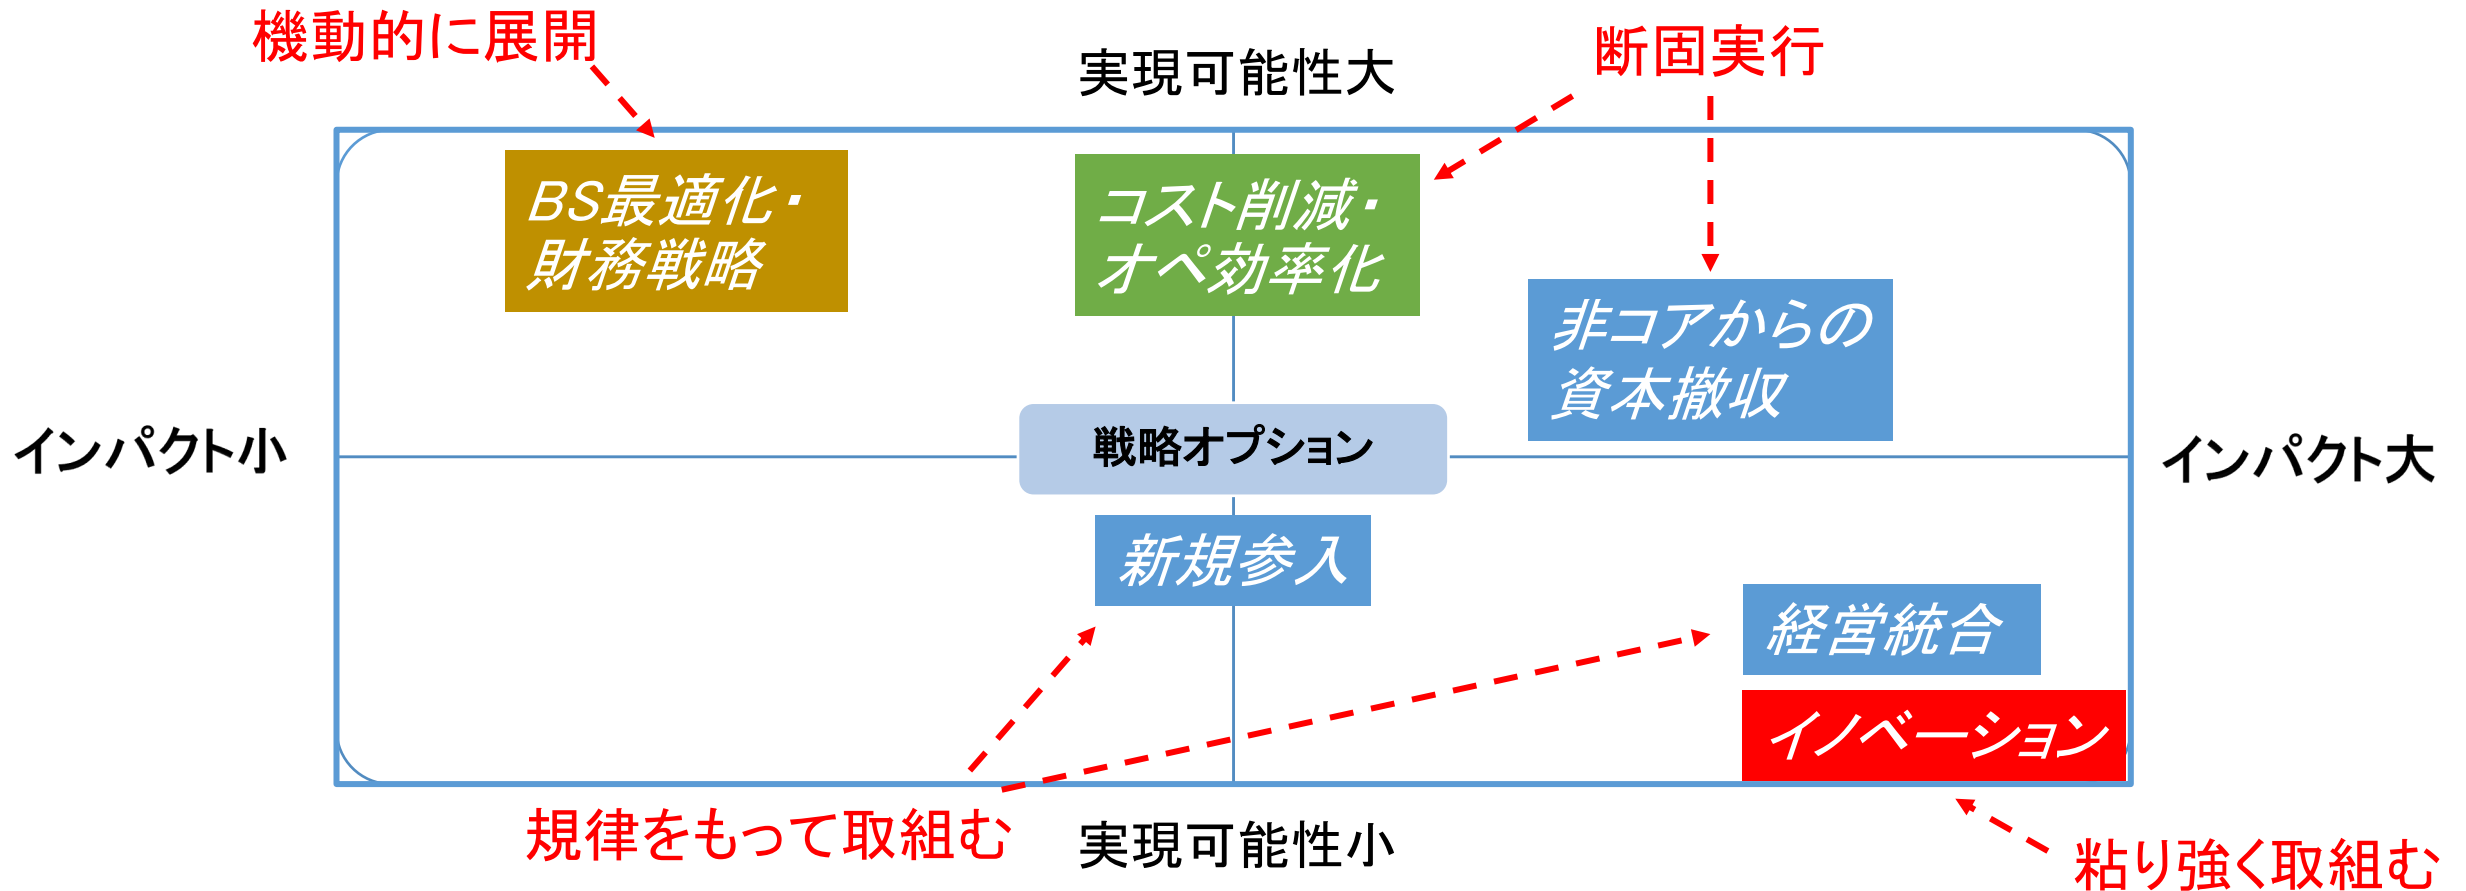 機動的に展開
実現可能性大
断固実行
BS最適化・
財務戦略
コスト削減・
オペ効率化
非コアからの
資本撤収
インパクト小
戦略オプション
インパクト大
新規参入
経営統合
イノベーション
規律をもって取組む
実現可能性小
粘り強く取組む